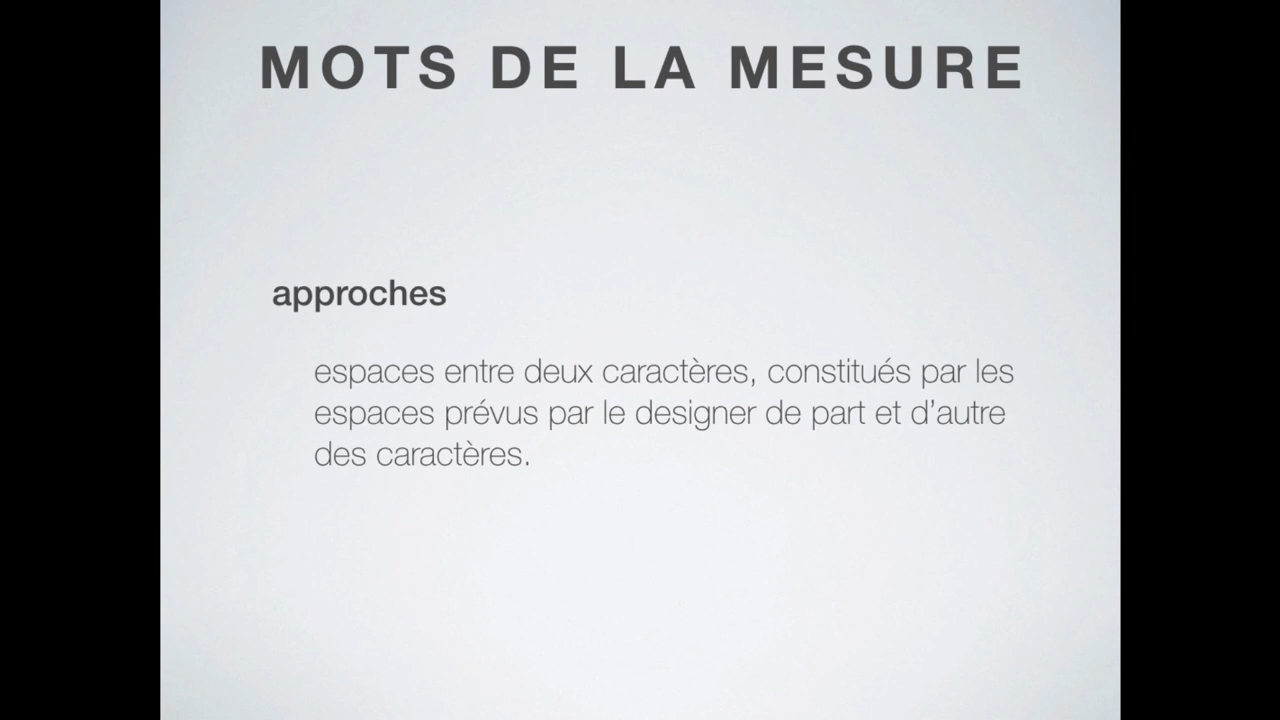 MOTS DE LA MESURE
approches
espaces entre deux caractères, constitués par les
espaces prévus par le designer de part et d’autre
des caractères.